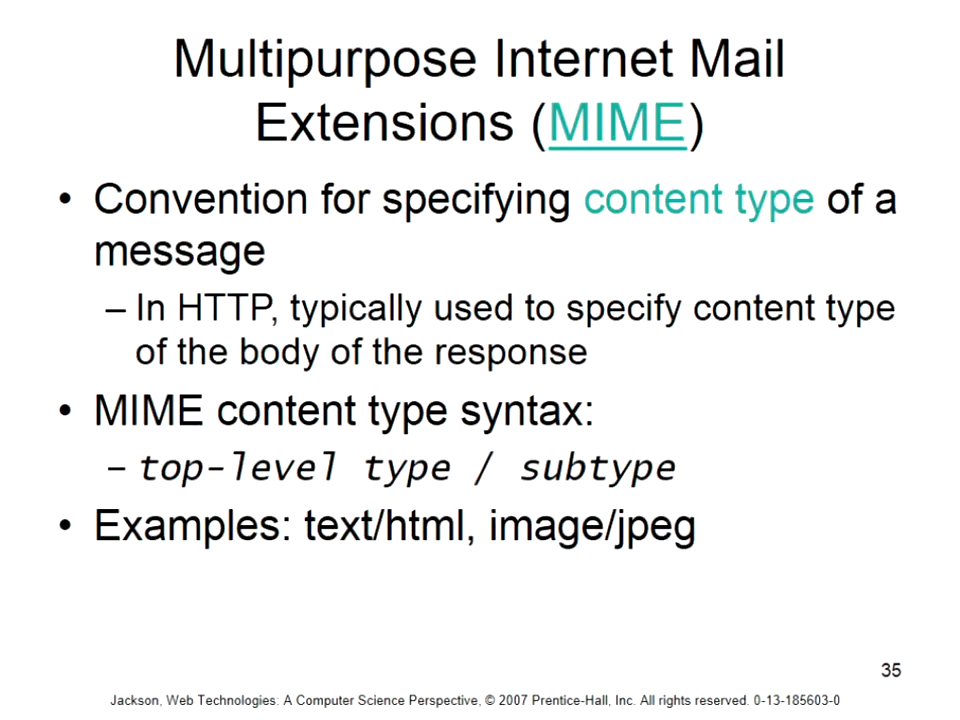 Multipurpose Internet Mail
Extensions (MIME)
• Convention for specifying content type of a
message
– In HTTP, typically used to specify content type
of the body of the response
• MIME content type syntax:
– top-level type / subtype
• Examples: text/html, image/jpeg
35
Jackson, Web Technologies: A Computer Science Perspective, © 2007 Prentice-Hall, Inc. All rights reserved. 0-13-185603-0